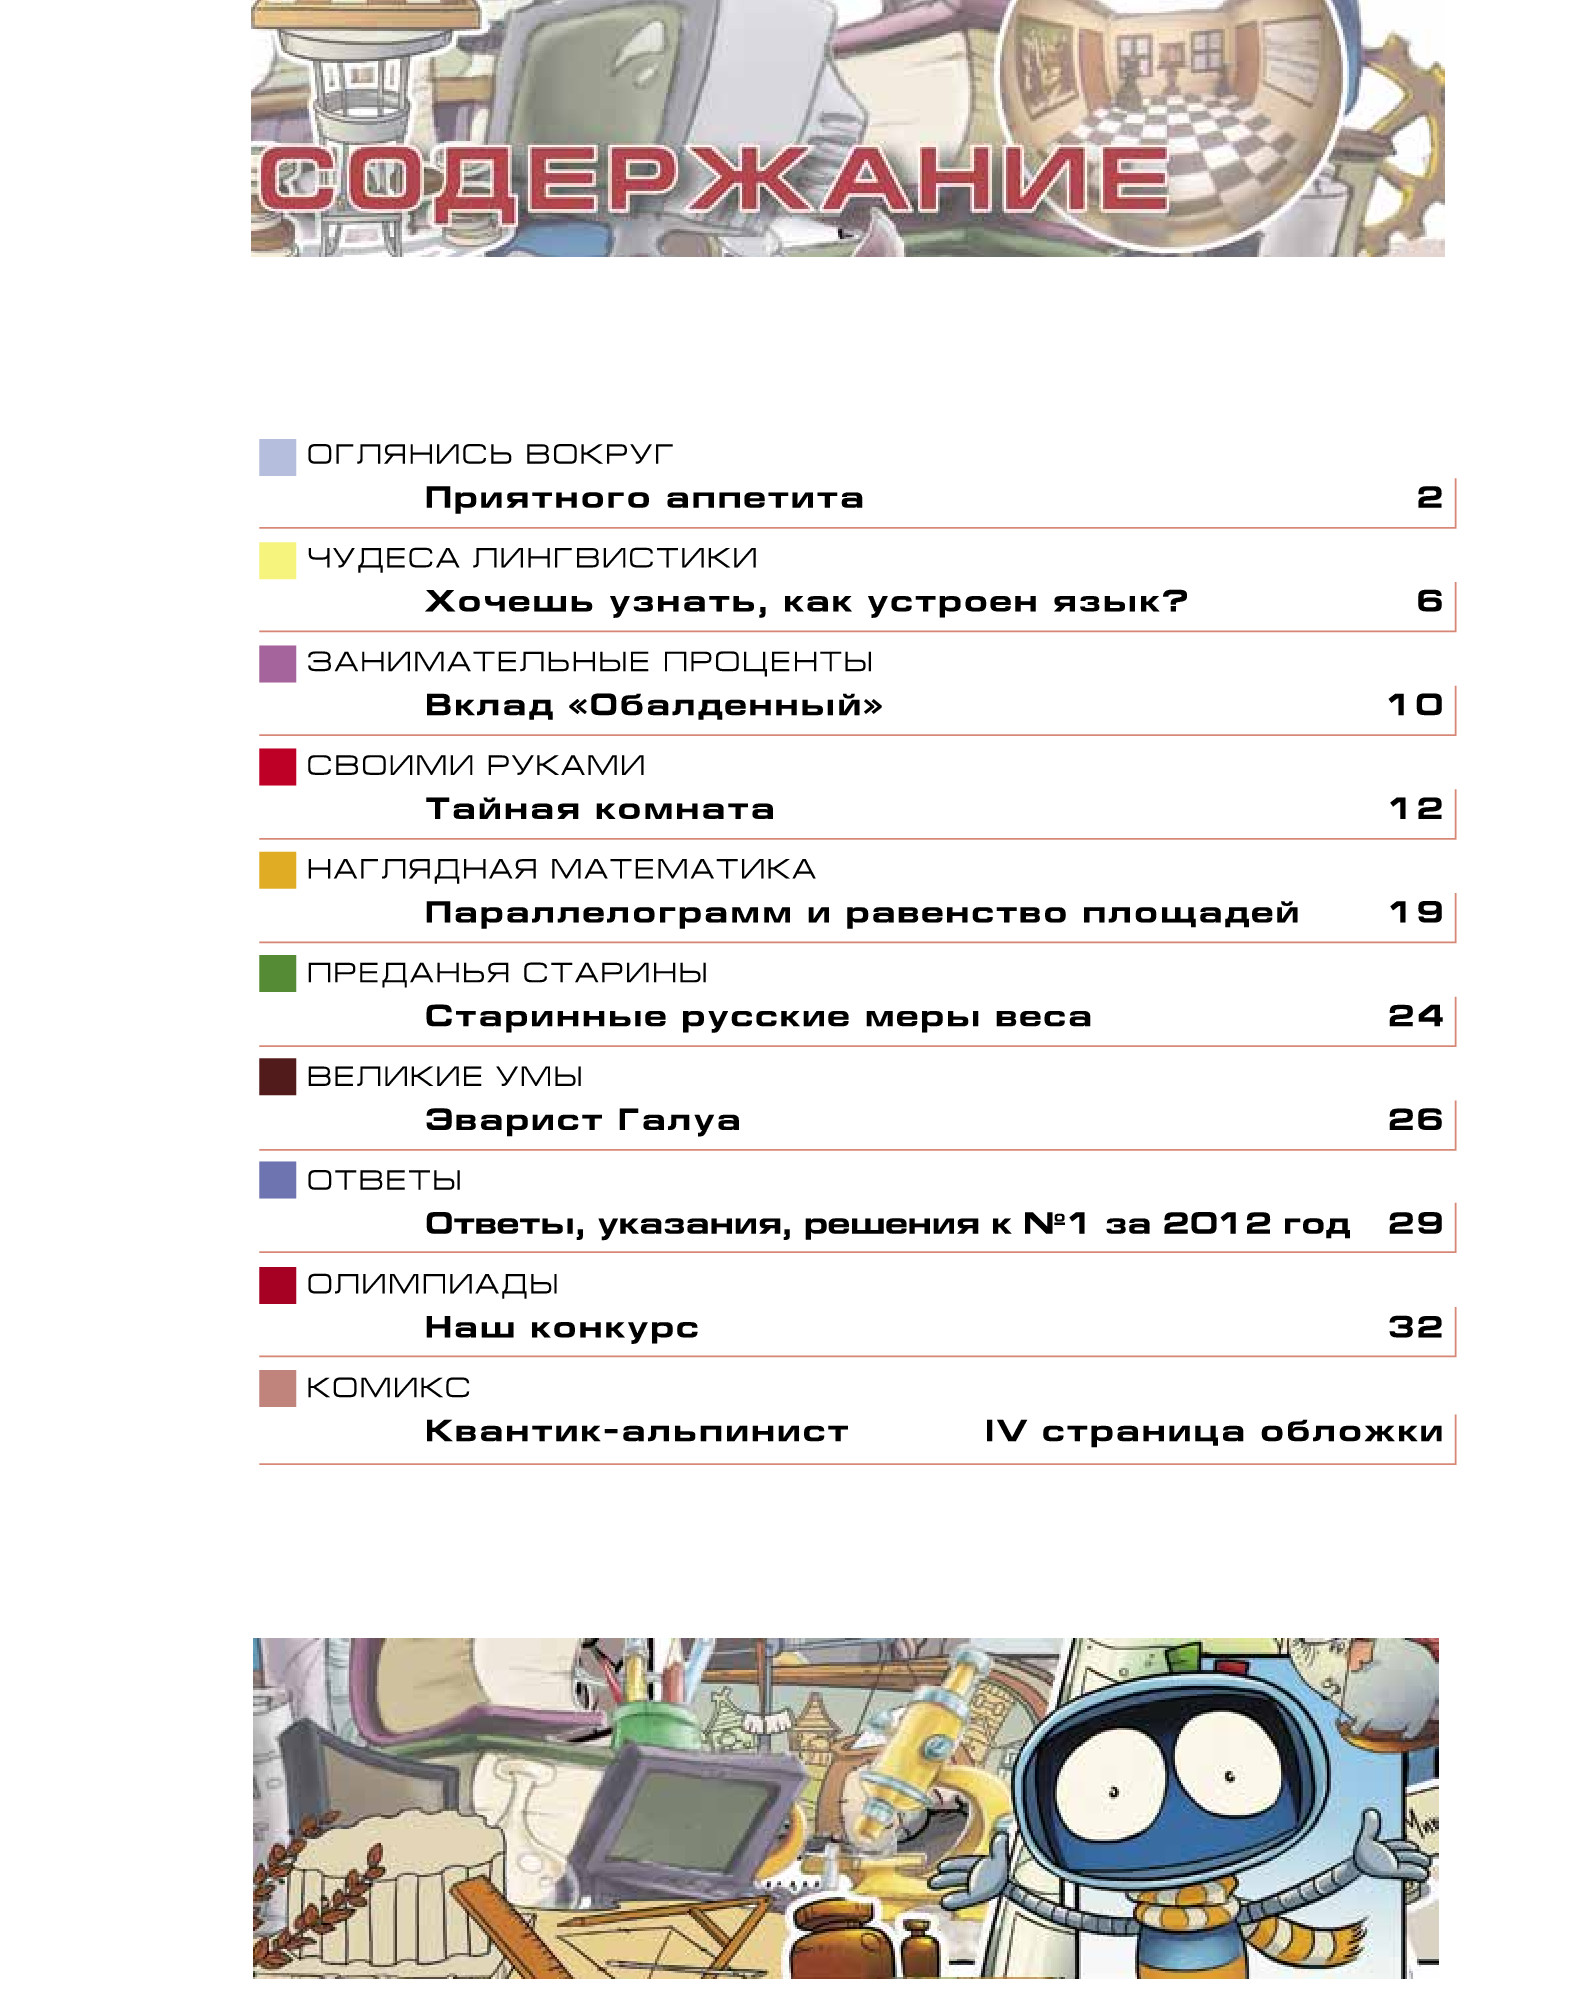 СОДЕРЖАНИЕ
ОГЛЯНИСЬ ВОКРУГ
Приятного аппетита 2
ЧУДЕСА ЛИНГВИСТИКИ
Хочешь узнать, как устроен язык? 6
ЗАНИМАТЕЛЬНЫЕ ПРОЦЕНТЫ
Вклад «Обалденный» 10
СВОИМИ РУКАМИ
Тайная комната 12
НАГЛЯДНАЯ МАТЕМАТИКА
Параллелограмм и равенство площадей 19
ПРЕДАНЬЯ СТАРИНЫ
Старинные русские меры веса 24
ВЕЛИКИЕ УМЫ
Эварист Галуа 26
ОТВЕТЫ
Ответы, указания, решения к №1 за 2012 год 29
ОЛИМПИАДЫ
Наш конкурс 32
КОМИКС
Квантик-альпинист IV страница обложки